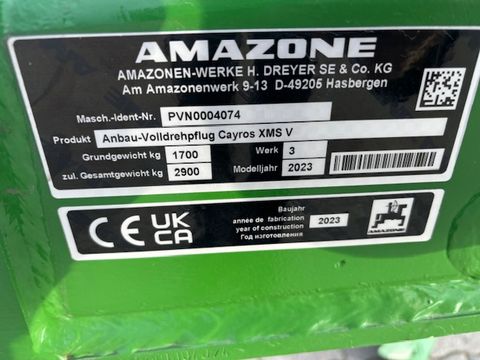 AMAZONE
AMAZONEN-WERKE H. DREYER SE & Co. KG
Am Amazonenwerk 9-13 D-49205 Hasbergen
Masch.-Ident-Nr. PVN0004074
Produkt Anbau-Volldrehpflug Cayros XMS V
Grundgewicht kg 1700 Werk 3
zul. Gesamtgewicht kg 2900 Modelljahr 2023
CE UK CA
Baujahr
année de fabrication
year of construction
Год изготовления
2023
AMAZONE